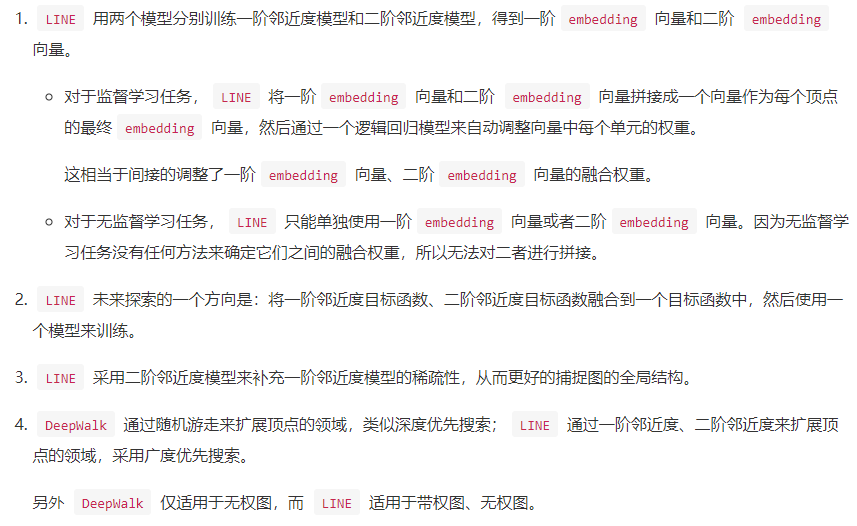 1. LINE 用两个模型分别训练一阶邻近度模型和二阶邻近度模型，得到一阶 embedding 向量和二阶 embedding
向量。
对于监督学习任务， LINE 将一阶 embedding 向量和二阶 embedding 向量拼接成一个向量作为每个顶点
的最终 embedding 向量，然后通过一个逻辑回归模型来自动调整向量中每个单元的权重。
这相当于间接的调整了一阶 embedding 向量、二阶 embedding 向量的融合权重。
对于无监督学习任务， LINE 只能单独使用一阶 embedding 向量或者二阶 embedding 向量。因为无监督学
习任务没有任何方法来确定它们之间的融合权重，所以无法对二者进行拼接。
2. LINE 未来探索的一个方向是：将一阶邻近度目标函数、二阶邻近度目标函数融合到一个目标函数中，然后使用一
个模型来训练。
3. LINE 采用二阶邻近度模型来补充一阶邻近度模型的稀疏性，从而更好的捕捉图的全局结构。
4. DeepWalk 通过随机游走来扩展顶点的领域，类似深度优先搜索； LINE 通过一阶邻近度、二阶邻近度来扩展顶
点的领域，采用广度优先搜索。
另外 DeepWalk 仅适用于无权图，而 LINE 适用于带权图、无权图。